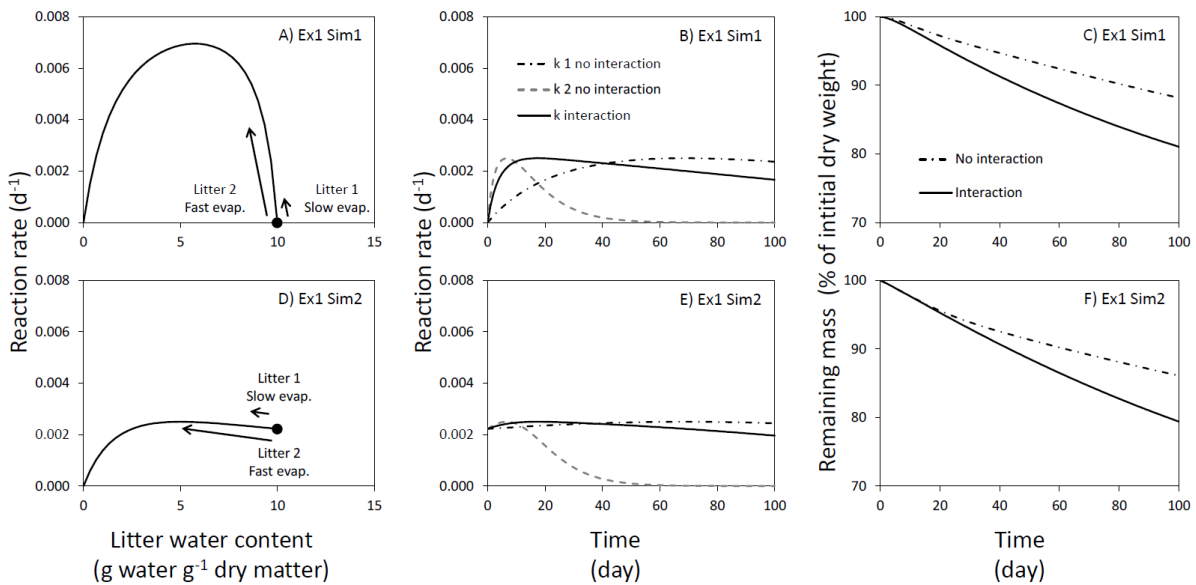 0.008
0.006
0.004
0.002
0.000
A) Ex1 Sim1
Litter 2
Fast evap.
Litter 1
Slow evap.
0
5
10
15
0.008
0.006
0.004
0.002
0.000
B) Ex1 Sim1
k 1 no interaction
k 2 no interaction
k interaction
0
20
40
60
80
100
100
90
80
70
C) Ex1 Sim1
No interaction
Interaction
0
20
40
60
80
100
Reaction rate (d-1)
Reaction rate (d-1)
Remaining mass (% of intitial dry weight)
0.008
0.006
0.004
0.002
0.000
D) Ex1 Sim2
Litter 1
Slow evap.
Litter 2
Fast evap.
0
5
10
15
0.008
0.006
0.004
0.002
0.000
E) Ex1 Sim2
0
20
40
60
80
100
100
90
80
70
F) Ex1 Sim2
0
20
40
60
80
100
Litter water content
(g water g-1 dry matter)
Time
(day)
Time
(day)